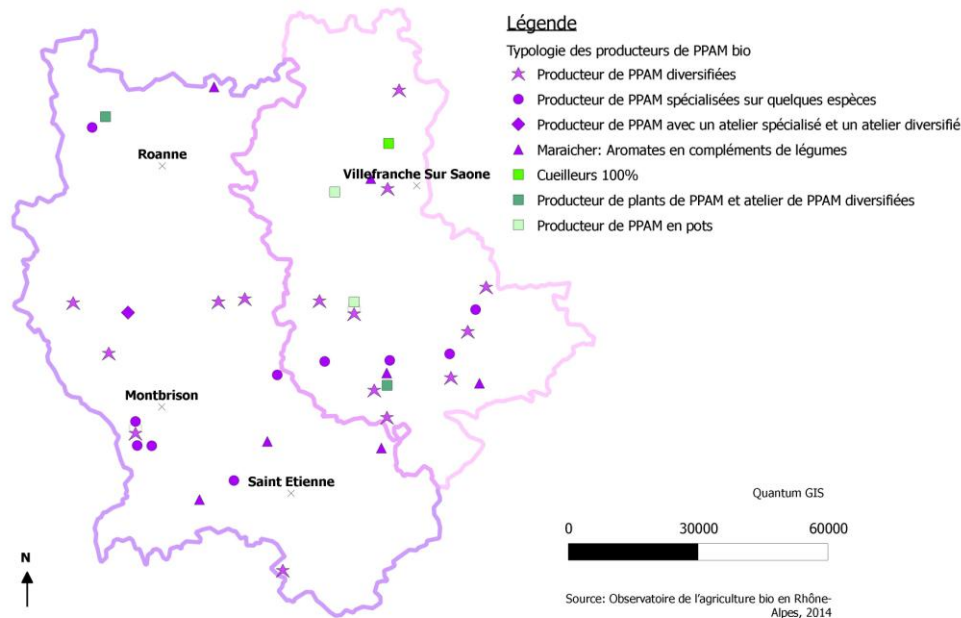 Légende
Typologie des producteurs de PPAM bio
Producteur de PPAM diversifiées
Producteur de PPAM spécialisées sur quelques espèces
Producteur de PPAM avec un atelier spécialisé et un atelier diversifié
Maraicher: Aromates en compléments de légumes
Cueilleurs 100%
Producteur de plants de PPAM et atelier de PPAM diversifiées
Producteur de PPAM en pots
Roanne
Villefranche Sur Saone
Montbrison
Saint Etienne
N
Quantum GIS
0 30000 60000
Source: Observatoire de l'agriculture bio en Rhône-
Alpes, 2014